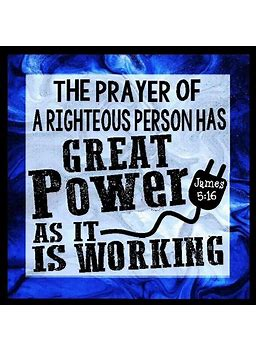 THE PRAYER OF
A RIGHTEOUS PERSON HAS
GREAT
Power
James
5:16
AS IT
IS WORKING